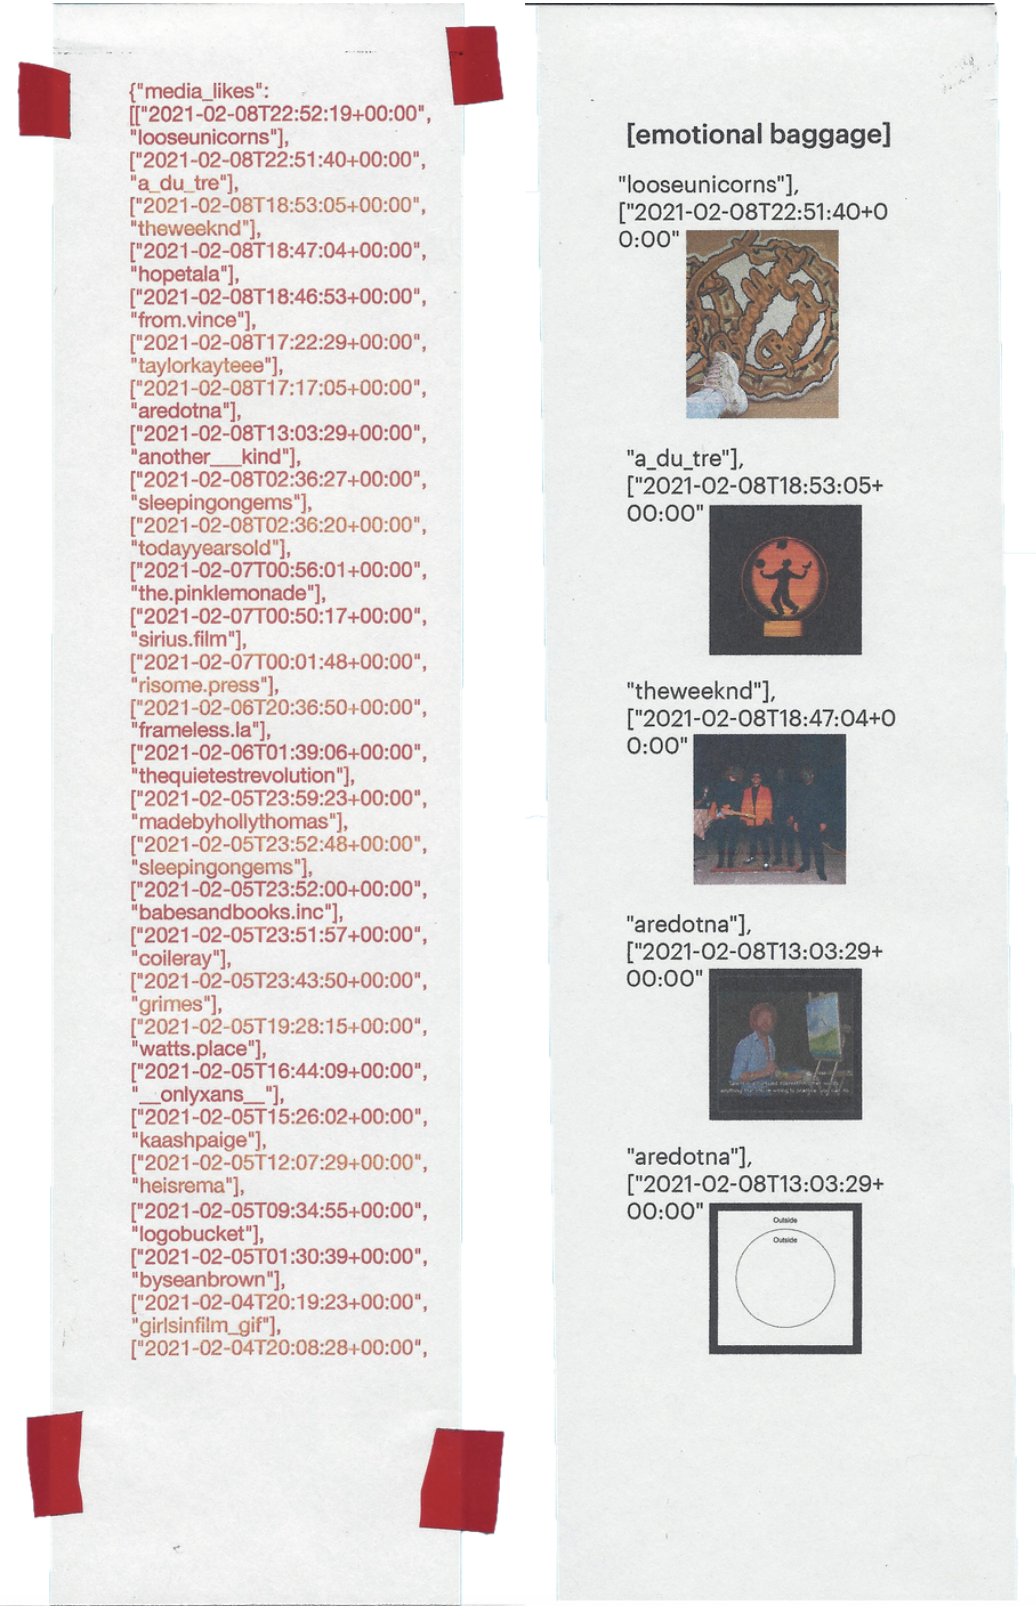 {"media_likes":
[["2021-02-08T22:52:19+00:00",
"looseunicorns"],
["2021-02-08T22:51:40+00:00",
"a_du_tre"],
["2021-02-08T18:53:05+00:00",
"theweeknd"],
["2021-02-08T18:47:04+00:00",
"hopetala"],
["2021-02-08T18:46:53+00:00",
"from.vince"],
["2021-02-08T17:22:29+00:00",
"taylorkayteee"],
["2021-02-08T17:17:05+00:00",
"aredotna"],
["2021-02-08T13:03:29+00:00",
"another___kind"],
["2021-02-08T02:36:27+00:00",
"sleepingongems"],
["2021-02-08T02:36:20+00:00",
"todayyearsold"],
["2021-02-07T00:56:01+00:00",
"the.pinklemonade"],
["2021-02-07T00:50:17+00:00",
"sirius.film"],
["2021-02-07T00:01:48+00:00",
"risome.press"],
["2021-02-06T20:36:50+00:00",
"frameless.la"],
["2021-02-06T01:39:06+00:00",
"thequietestrevolution"],
["2021-02-05T23:59:23+00:00",
"madebyhollythomas"],
["2021-02-05T23:52:48+00:00",
"sleepingongems"],
["2021-02-05T23:52:00+00:00",
"babesandbooks.inc"],
["2021-02-05T23:51:57+00:00",
"coileray"],
["2021-02-05T23:43:50+00:00",
"grimes"],
["2021-02-05T19:28:15+00:00",
"watts.place"],
["2021-02-05T16:44:09+00:00",
"__onlyxans__"],
["2021-02-05T15:26:02+00:00",
"kaashpaige"],
["2021-02-05T12:07:29+00:00",
"heisrema"],
["2021-02-05T09:34:55+00:00",
"logobucket"],
["2021-02-05T01:30:39+00:00",
"byseanbrown"],
["2021-02-04T20:19:23+00:00",
"girlsinfilm_gif"],
["2021-02-04T20:08:28+00:00",
[emotional baggage]
"looseunicorns"],
["2021-02-08T22:51:40+0
0:00"
"a_du_tre"],
["2021-02-08T18:53:05+
00:00"
"theweeknd"],
["2021-02-08T18:47:04+0
0:00"
"aredotna"],
["2021-02-08T13:03:29+
00:00"
"aredotna"],
["2021-02-08T13:03:29+
00:00"
Outside
Outside